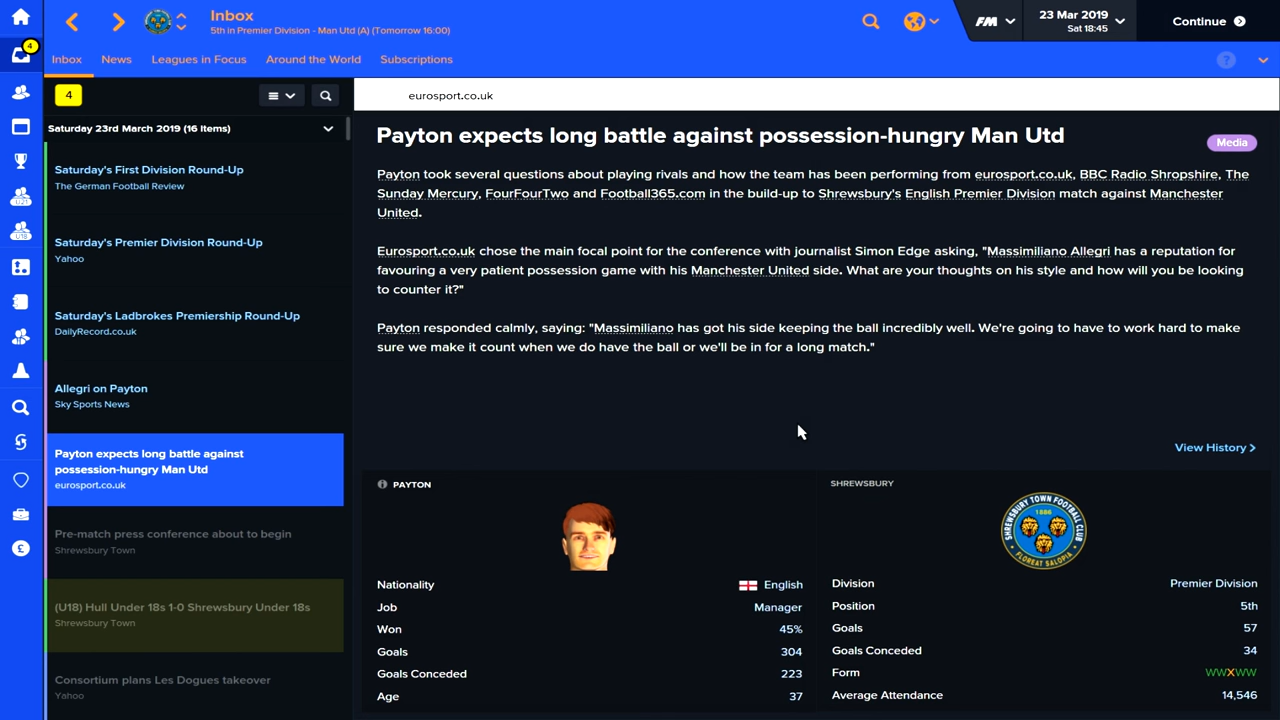 Inbox
5th in Premier Division - Man Utd (A) (Tomorrow 16:00)
FM
23 Mar 2019
Sat 18:45
Continue
4
Inbox
News
Leagues in Focus
Around the World
Subscriptions
?
4
eurosport.co.uk
Saturday 23rd March 2019 (16 Items)
Saturday's First Division Round-Up
The German Football Review
Saturday's Premier Division Round-Up
Yahoo
Saturday's Ladbrokes Premiership Round-Up
DailyRecord.co.uk
Allegri on Payton
Sky Sports News
Payton expects long battle against
possession-hungry Man Utd
eurosport.co.uk
Pre-match press conference about to begin
Shrewsbury Town
(U18) Hull Under 18s 1-0 Shrewsbury Under 18s
Shrewsbury Town
Consortium plans Les Dogues takeover
Yahoo
U21
U18
Payton expects long battle against possession-hungry Man Utd
Media
Payton took several questions about playing rivals and how the team has been performing from eurosport.co.uk, BBC Radio Shropshire, The
Sunday Mercury, FourFourTwo and Football365.com in the build-up to Shrewsbury's English Premier Division match against Manchester
United.
Eurosport.co.uk chose the main focal point for the conference with journalist Simon Edge asking, "Massimiliano Allegri has a reputation for
favouring a very patient possession game with his Manchester United side. What are your thoughts on his style and how will you be looking
to counter it?"
Payton responded calmly, saying: "Massimiliano has got his side keeping the ball incredibly well. We're going to have to work hard to make
sure we make it count when we do have the ball or we'll be in for a long match."
View History >
PAYTON
Nationality English
Job Manager
Won 45%
Goals 304
Goals Conceded 223
Age 37
SHREWSBURY
SHREWSBURY TOWN FOOTBALL CLUB
1886
FLOREAT SALOPIA
Division Premier Division
Position 5th
Goals 57
Goals Conceded 34
Form WWXWW
Average Attendance 14,546